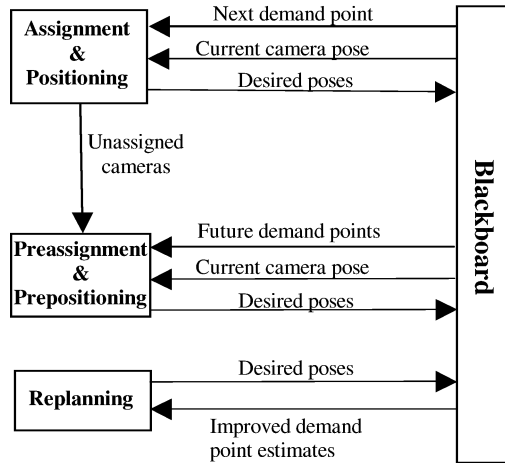 Assignment
&
Positioning
Next demand point
Current camera pose
Desired poses
Unassigned
cameras
Blackboard
Preassignment
&
Prepositioning
Future demand points
Current camera pose
Desired poses
Replanning
Desired poses
Improved demand
point estimates